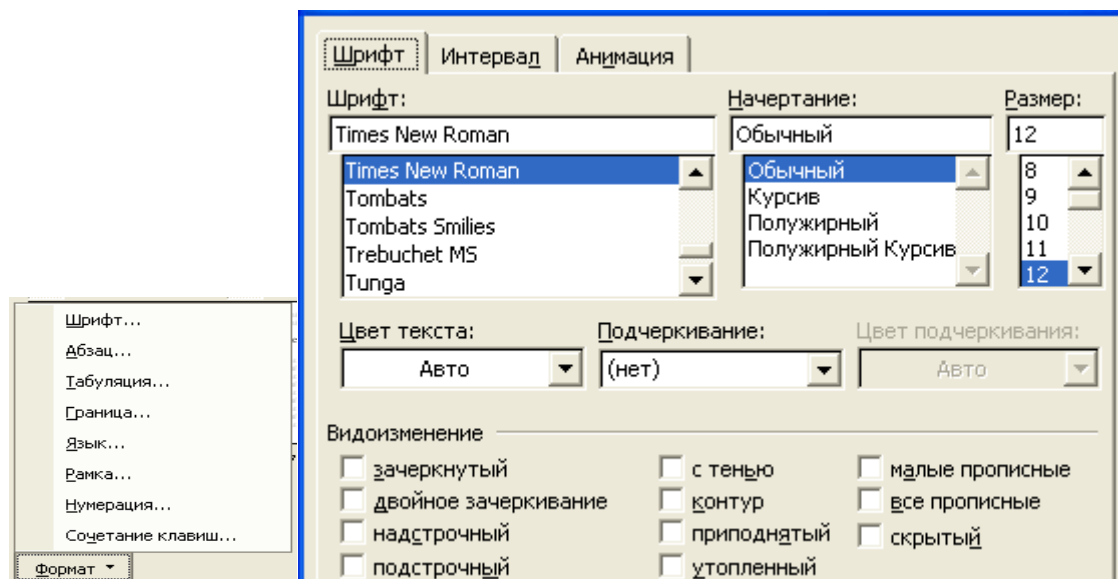 Шрифт...
Абзац...
Табуляция...
Граница...
Язык...
Рамка...
Нумерация...
Сочетание клавиш...
Формат
Шрифт Интервал Анимация
Шрифт: Начертание: Размер:
Times New Roman Обычный 12
Times New Roman Обычный 8
Tombats Курсив 9
Tombats Smilies Полужирный 10
Trebuchet MS Полужирный Курсив 11
Tunga 12
Цвет текста: Подчеркивание: Цвет подчеркивания:
Авто (нет) Авто
Видоизменение
зачеркнутый с тенью малые прописные
двойное зачеркивание контур все прописные
надстрочный приподнятый скрытый
подстрочный утопленный